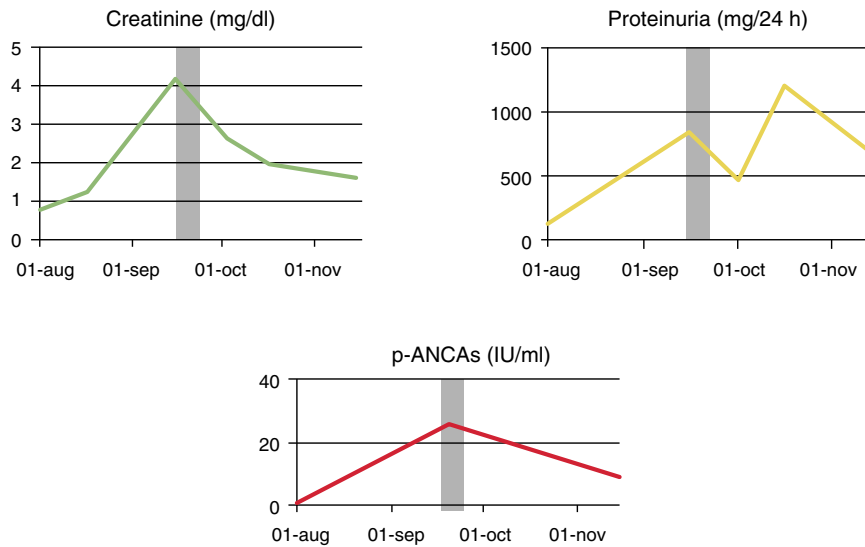 Creatinine (mg/dl)
5
4
3
2
1
0
01-aug 01-sep 01-oct 01-nov
Proteinuria (mg/24 h)
1500
1000
500
0
01-aug 01-sep 01-oct 01-nov
p-ANCAs (IU/ml)
40
20
0
01-aug 01-sep 01-oct 01-nov